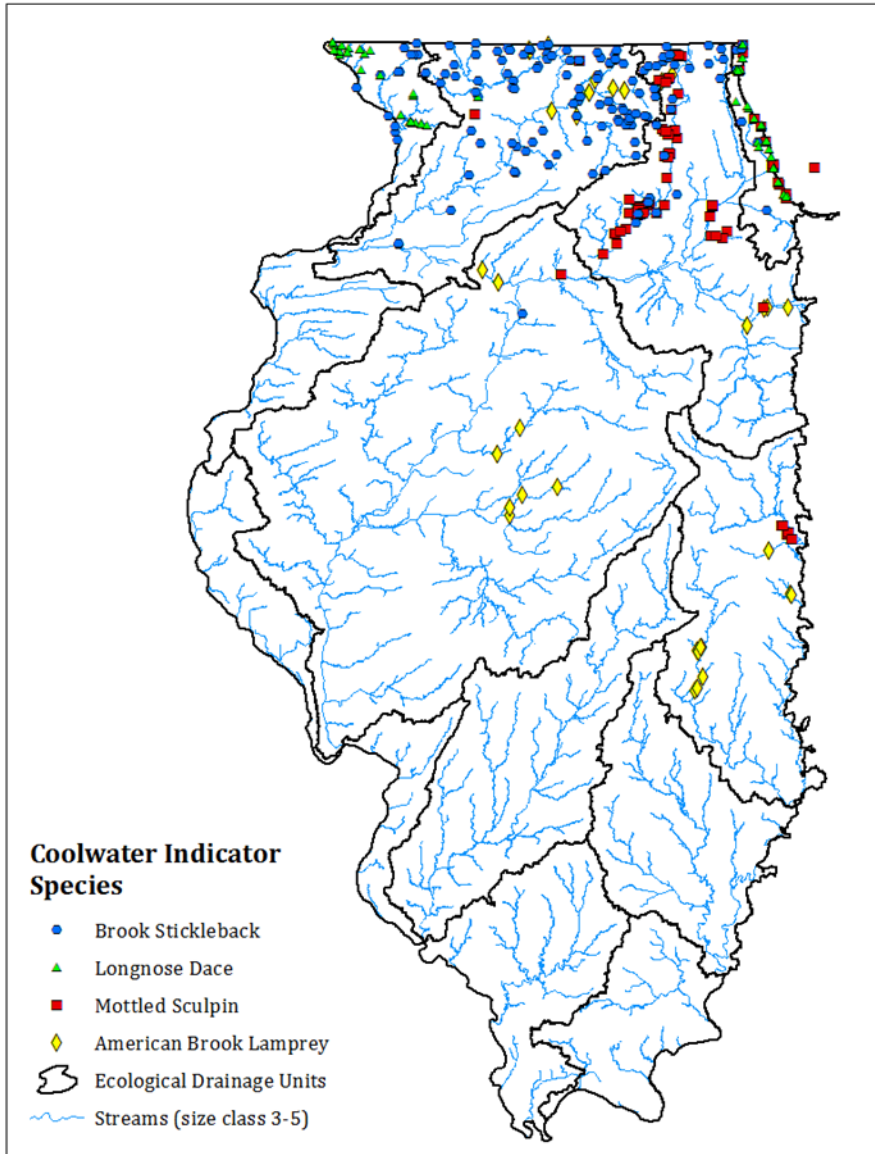 Coolwater Indicator
Species
Brook Stickleback
Longnose Dace
Mottled Sculpin
American Brook Lamprey
Ecological Drainage Units
Streams (size class 3-5)